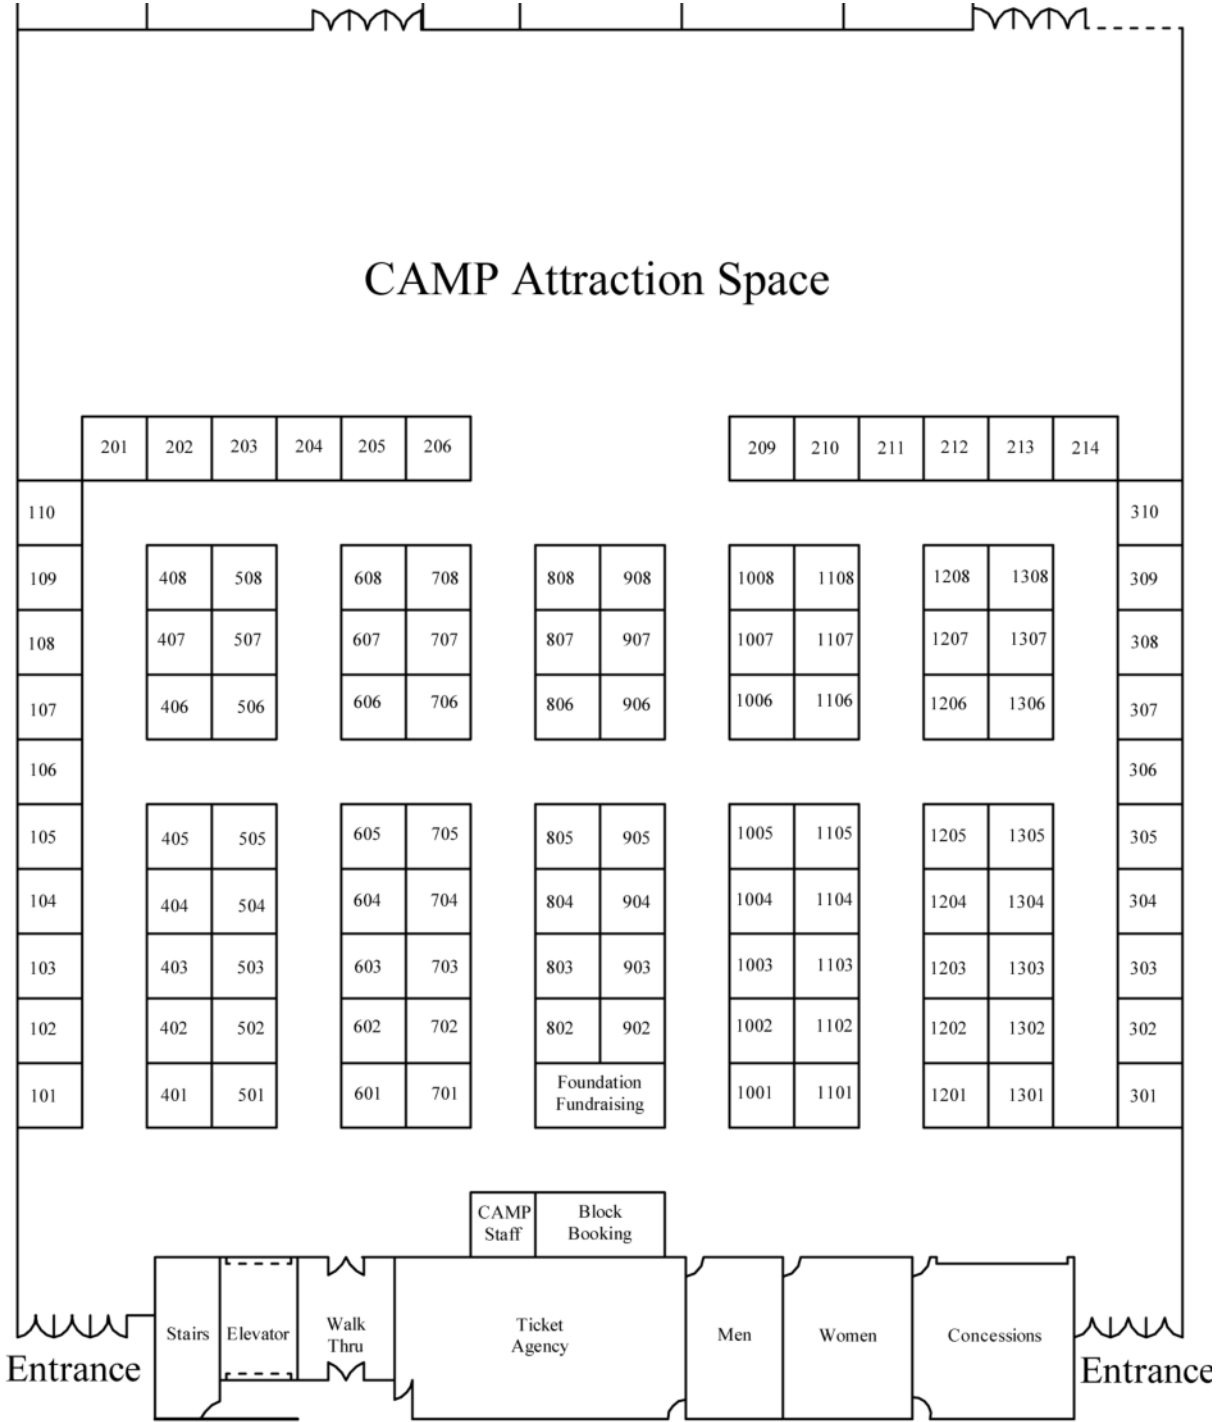 CAMP Attraction Space
201 202 203 204 205 206 209 210 211 212 213 214
110 310
109 408 508 608 708 808 908 1008 1108 1208 1308 309
108 407 507 607 707 807 907 1007 1107 1207 1307 308
107 406 506 606 706 806 906 1006 1106 1206 1306 307
106 306
105 405 505 605 705 805 905 1005 1105 1205 1305 305
104 404 504 604 704 804 904 1004 1104 1204 1304 304
103 403 503 603 703 803 903 1003 1103 1203 1303 303
102 402 502 602 702 802 902 1002 1102 1202 1302 302
101 401 501 601 701 Foundation
Fundraising 1001 1101 1201 1301 301
CAMP
Staff
Block
Booking
Stairs
Elevator
Walk
Thru
Ticket
Agency
Men
Women
Concessions
Entrance
Entrance